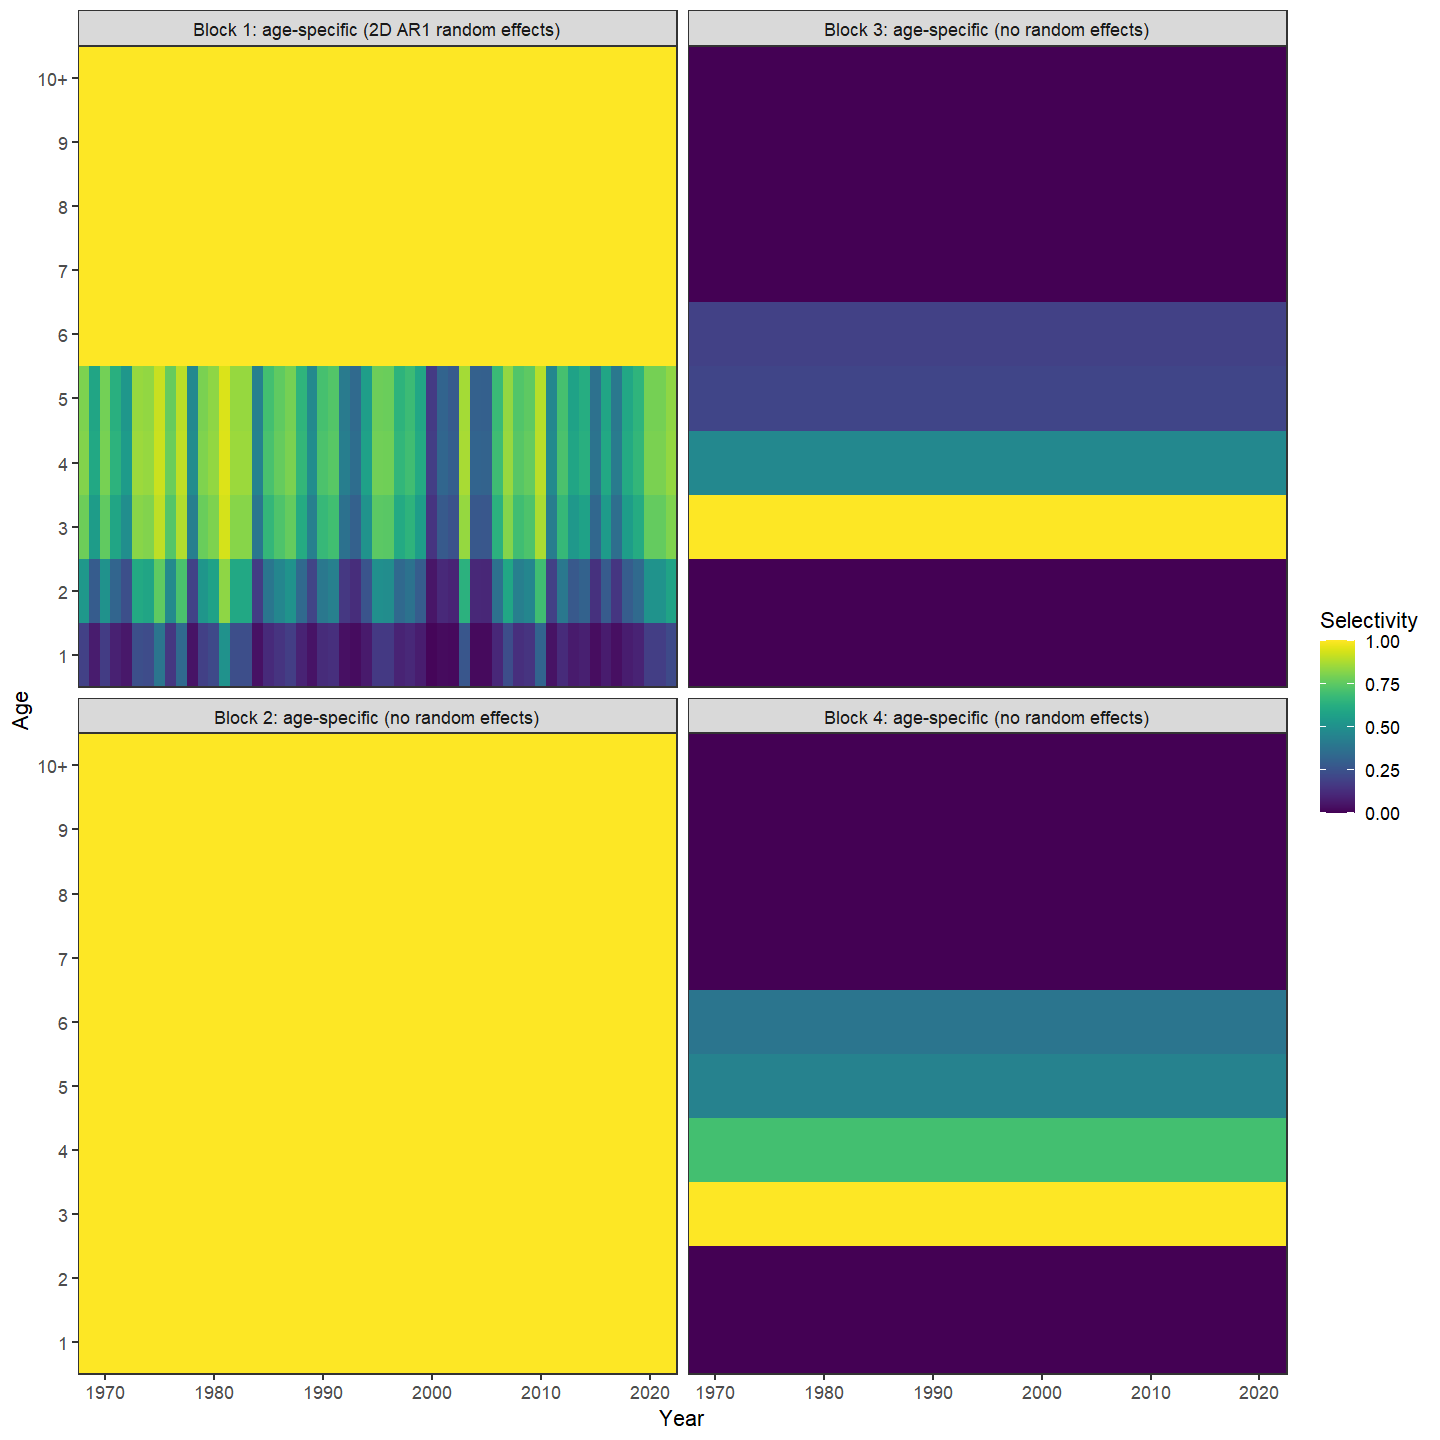 Block 1: age-specific (2D AR1 random effects)
Block 3: age-specific (no random effects)
10+
9
8
7
6
5
4
3
2
1
Age
Block 2: age-specific (no random effects)
Block 4: age-specific (no random effects)
10+
9
8
7
6
5
4
3
2
1
1970 1980 1990 2000 2010 2020
1970 1980 1990 2000 2010 2020
Year
Selectivity
1.00
0.75
0.50
0.25
0.00